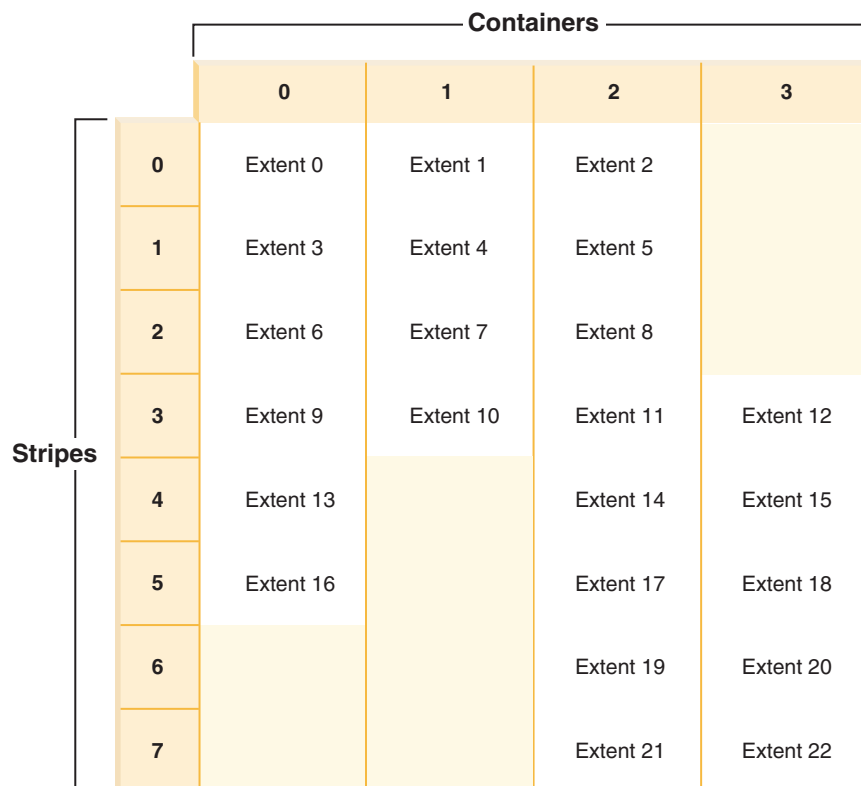 Containers
0 1 2 3
0 Extent 0 Extent 1 Extent 2
1 Extent 3 Extent 4 Extent 5
2 Extent 6 Extent 7 Extent 8
3 Extent 9 Extent 10 Extent 11 Extent 12
Stripes
4 Extent 13 Extent 14 Extent 15
5 Extent 16 Extent 17 Extent 18
6 Extent 19 Extent 20
7 Extent 21 Extent 22